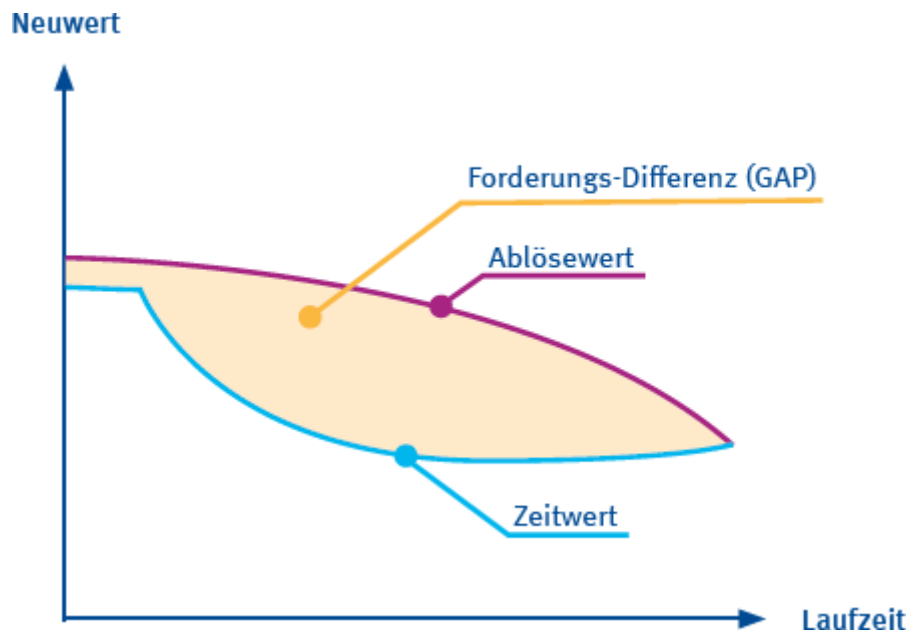 Neuwert
Forderungs-Differenz (GAP)
Ablösewert
Zeitwert
Laufzeit